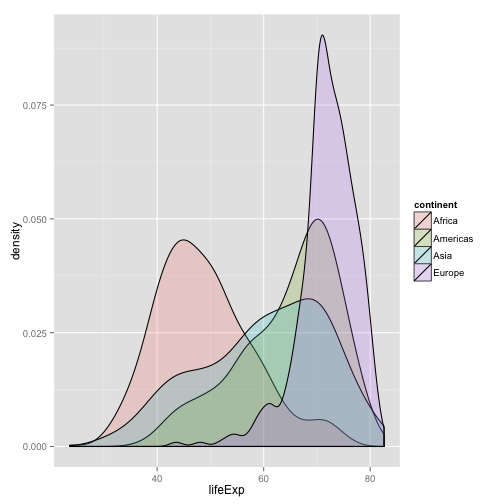 0.075
0.050
0.025
0.000
density
40 60 80
lifeExp
continent
Africa
Americas
Asia
Europe